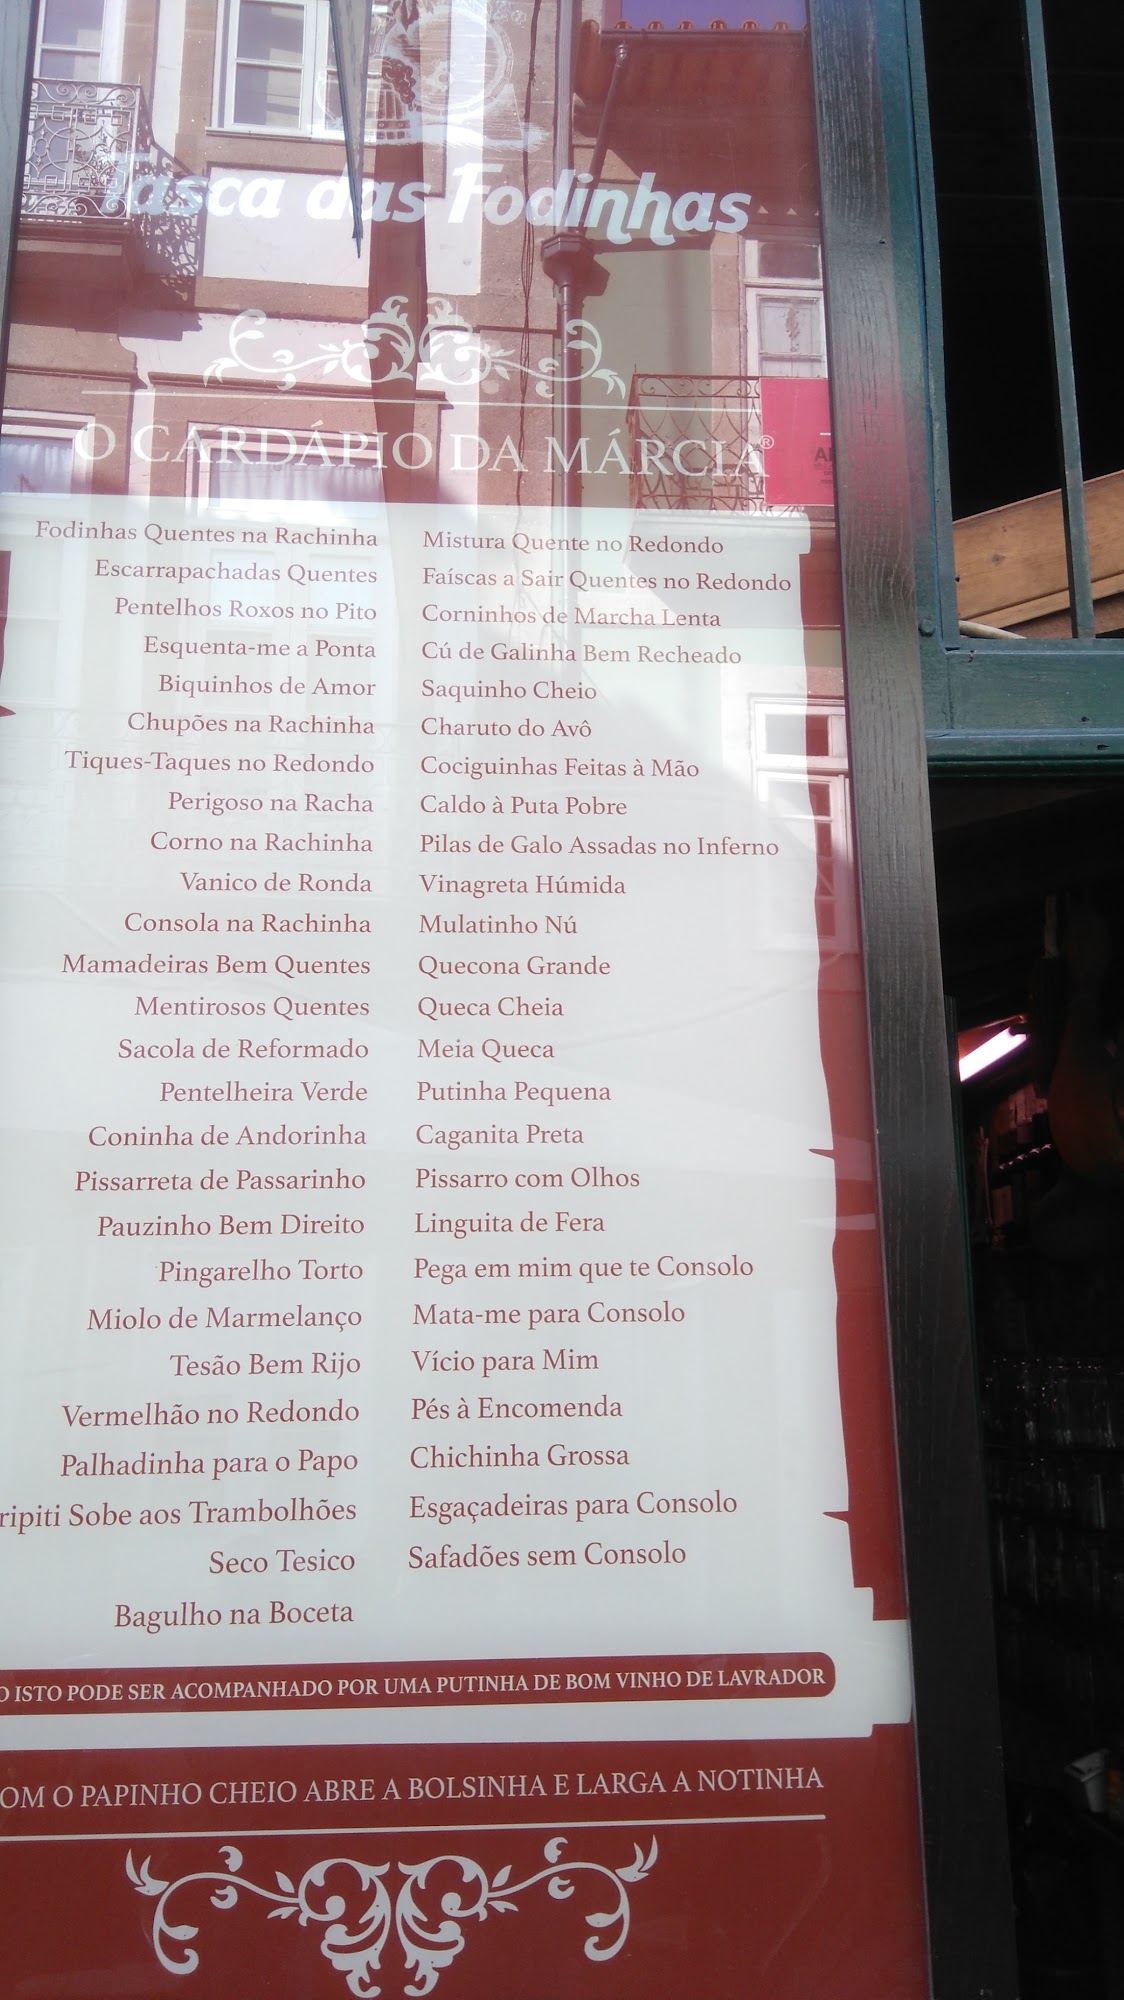 Tasca das Fodinhas
O CARDÁPIO DA MÁRCIA®
Fodinhas Quentes na Rachinha
Escarrapachadas Quentes
Pentelhos Roxos no Pito
Esquenta-me a Ponta
Biquinhos de Amor
Chupões na Rachinha
Tiques-Taques no Redondo
Perigoso na Racha
Corno na Rachinha
Vanico de Ronda
Consola na Rachinha
Mamadeiras Bem Quentes
Mentirosos Quentes
Sacola de Reformado
Pentelheira Verde
Coninha de Andorinha
Pissarreta de Passarinho
Pauzinho Bem Direito
Pingarelho Torto
Miolo de Marmelanço
Tesão Bem Rijo
Vermelhão no Redondo
Palhadinha para o Papo
ripiti Sobe aos Trambolhões
Seco Tesico
Bagulho na Boceta
Mistura Quente no Redondo
Faíscas a Sair Quentes no Redondo
Corninhos de Marcha Lenta
Cú de Galinha Bem Recheado
Saquinho Cheio
Charuto do Avô
Cociguinhas Feitas à Mão
Caldo à Puta Pobre
Pilas de Galo Assadas no Inferno
Vinagreta Húmida
Mulatinho Nú
Quecona Grande
Queca Cheia
Meia Queca
Putinha Pequena
Caganita Preta
Pissarro com Olhos
Linguita de Fera
Pega em mim que te Consolo
Mata-me para Consolo
Vício para Mim
Pés à Encomenda
Chichinha Grossa
Esgaçadeiras para Consolo
Safadões sem Consolo
O ISTO PODE SER ACOMPANHADO POR UMA PUTINHA DE BOM VINHO DE LAVRADOR
OM O PAPINHO CHEIO ABRE A BOLSINHA E LARGA A NOTINHA